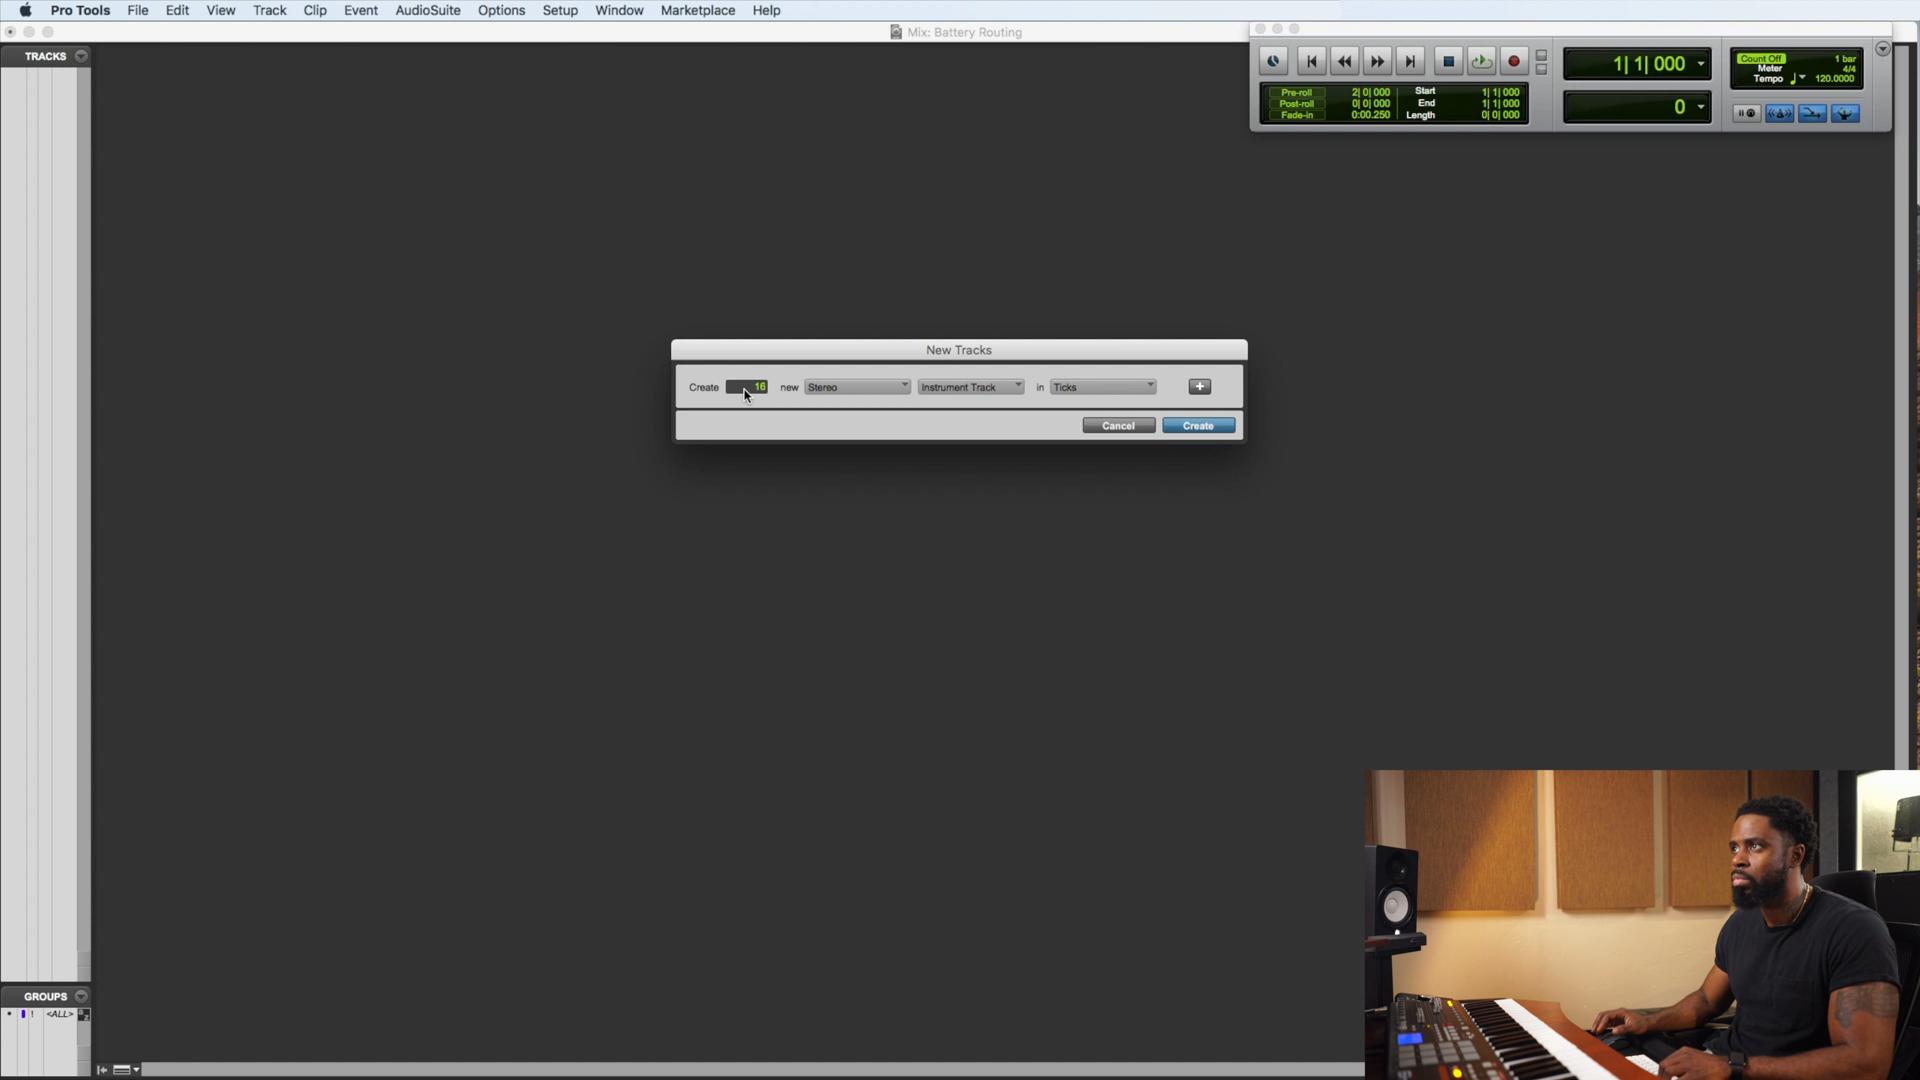 Pro Tools File Edit View Track Clip Event AudioSuite Options Setup Window Marketplace Help
Mix: Battery Routing
TRACKS
1| 1| 000
Count Off 1 bar
Meter 4/4
Tempo 120.0000
Pre-roll 2| 0| 000 Start 1| 1| 000
Post-roll 0| 0| 000 End 1| 1| 000
Fade-in 0:00.250 Length 0| 0| 000
0
New Tracks
Create 16 new Stereo Instrument Track in Ticks +
Cancel Create
GROUPS
! <ALL>